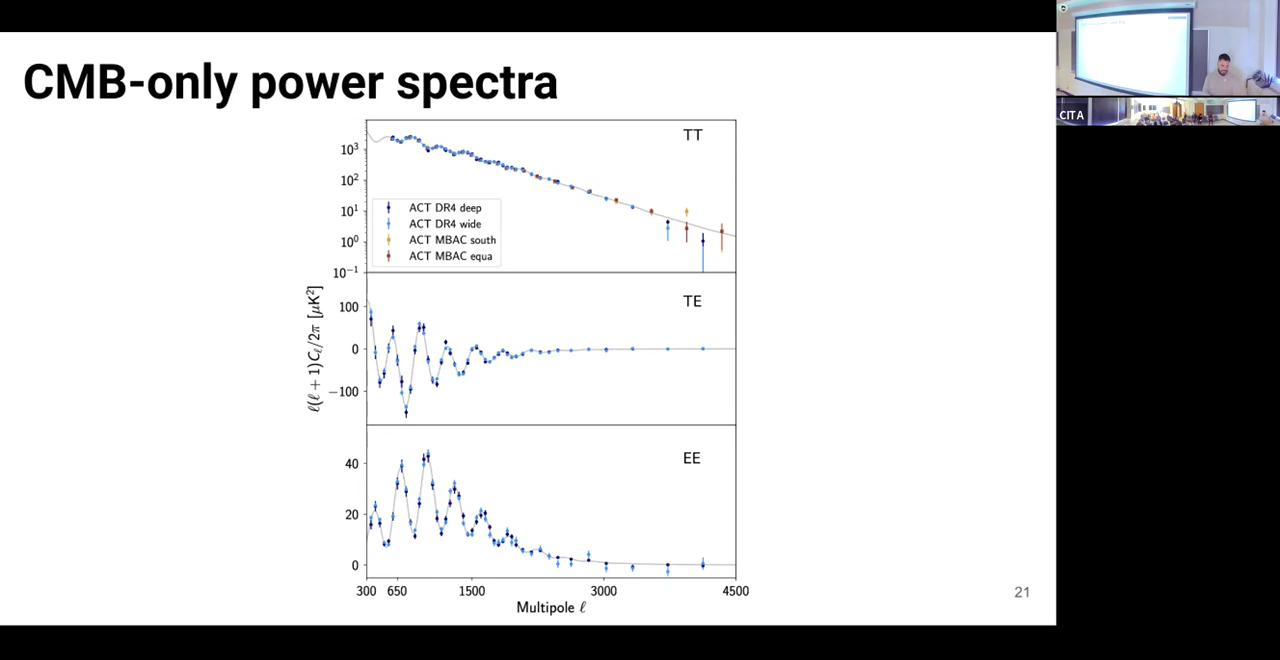 CMB-only power spectra
TT
10³
10²
10¹
10⁰
10⁻¹
ACT DR4 deep
ACT DR4 wide
ACT MBAC south
ACT MBAC equa
TE
100
0
−100
ℓ(ℓ + 1)Cℓ/2π [μK²]
EE
40
20
0
300 650 1500 3000 4500
Multipole ℓ
21
CITA